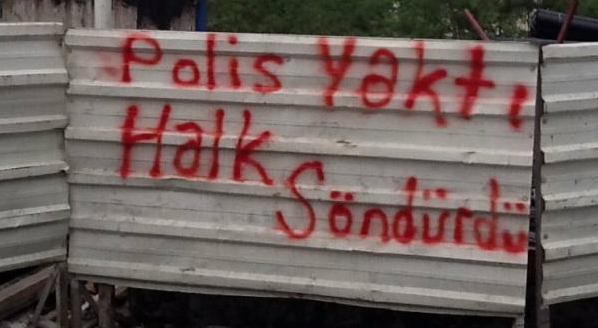 Polis Yaktı
Halk
Söndürdü